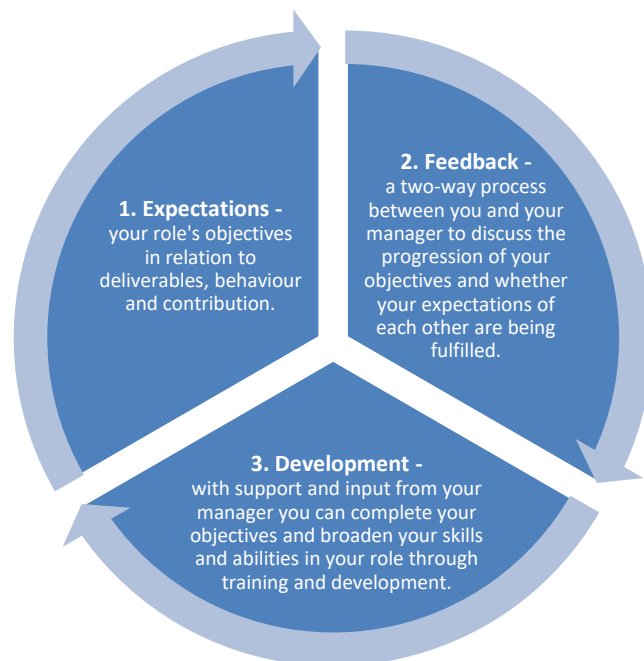 1. Expectations -
your role's objectives
in relation to
deliverables, behaviour
and contribution.
2. Feedback -
a two-way process
between you and your
manager to discuss the
progression of your
objectives and whether
your expectations of
each other are being
fulfilled.
3. Development -
with support and input from your
manager you can complete your
objectives and broaden your skills
and abilities in your role through
training and development.